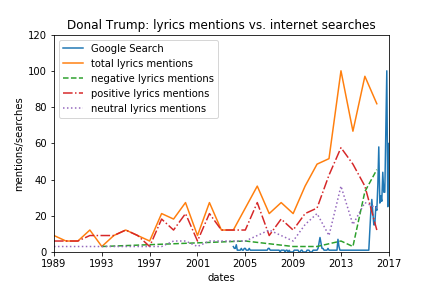 Donal Trump: lyrics mentions vs. internet searches
120
100
80
60
40
20
0
mentions/searches
Google Search
total lyrics mentions
negative lyrics mentions
positive lyrics mentions
neutral lyrics mentions
1989 1993 1997 2001 2005 2009 2013 2017
dates